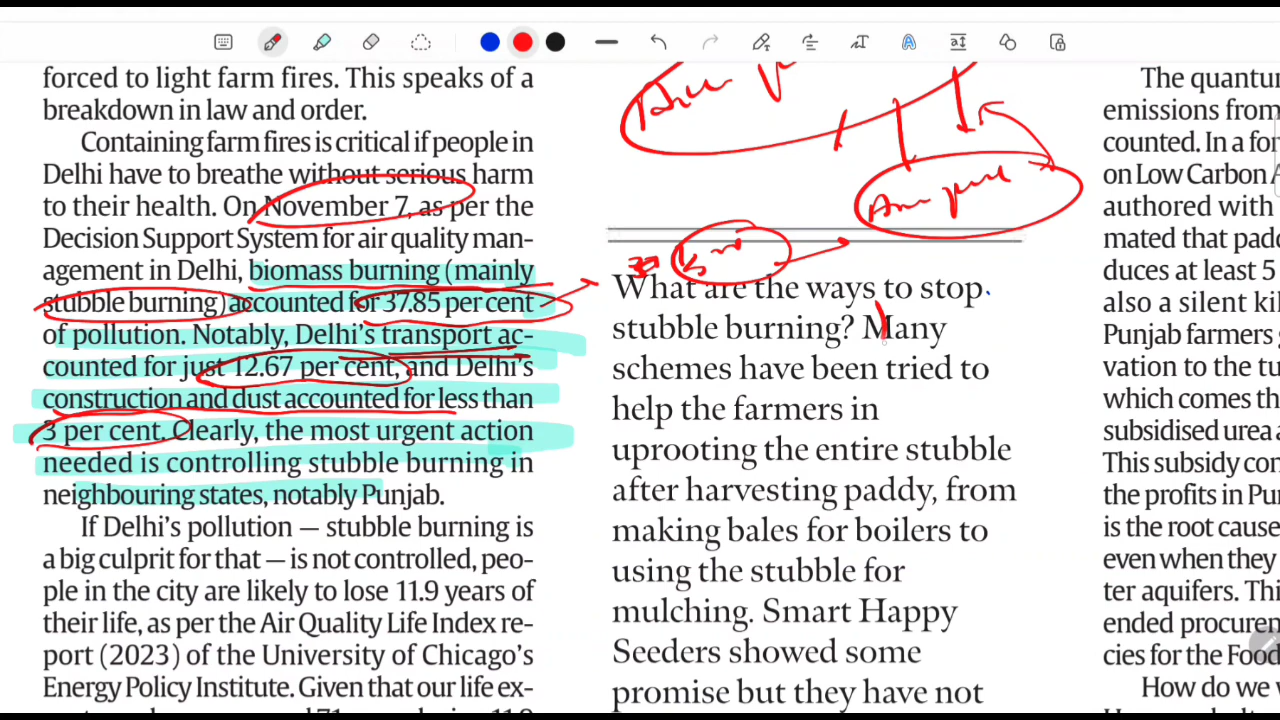 forced to light farm fires. This speaks of a
breakdown in law and order.
Containing farm fires is critical if people in
Delhi have to breathe without serious harm
to their health. On November 7, as per the
Decision Support System for air quality man-
agement in Delhi, biomass burning (mainly
stubble burning) accounted for 37.85 per cent
of pollution. Notably, Delhi's transport ac-
counted for just 12.67 per cent, and Delhi's
construction and dust accounted for less than
3 per cent. Clearly, the most urgent action
needed is controlling stubble burning in
neighbouring states, notably Punjab.
If Delhi's pollution — stubble burning is
a big culprit for that — is not controlled, peo-
ple in the city are likely to lose 11.9 years of
their life, as per the Air Quality Life Index re-
port (2023) of the University of Chicago's
Energy Policy Institute. Given that our life ex-
What are the ways to stop
stubble burning? Many
schemes have been tried to
help the farmers in
uprooting the entire stubble
after harvesting paddy, from
making bales for boilers to
using the stubble for
mulching. Smart Happy
Seeders showed some
promise but they have not
The quantu
emissions from
counted. In a for
on Low Carbon A
authored with
mated that pad
duces at least 5
also a silent kil
Punjab farmers
vation to the tu
which comes th
subsidised urea a
This subsidy con
the profits in Pu
is the root cause
even when they
ter aquifers. Thi
ended procuren
cies for the Food
How do we w